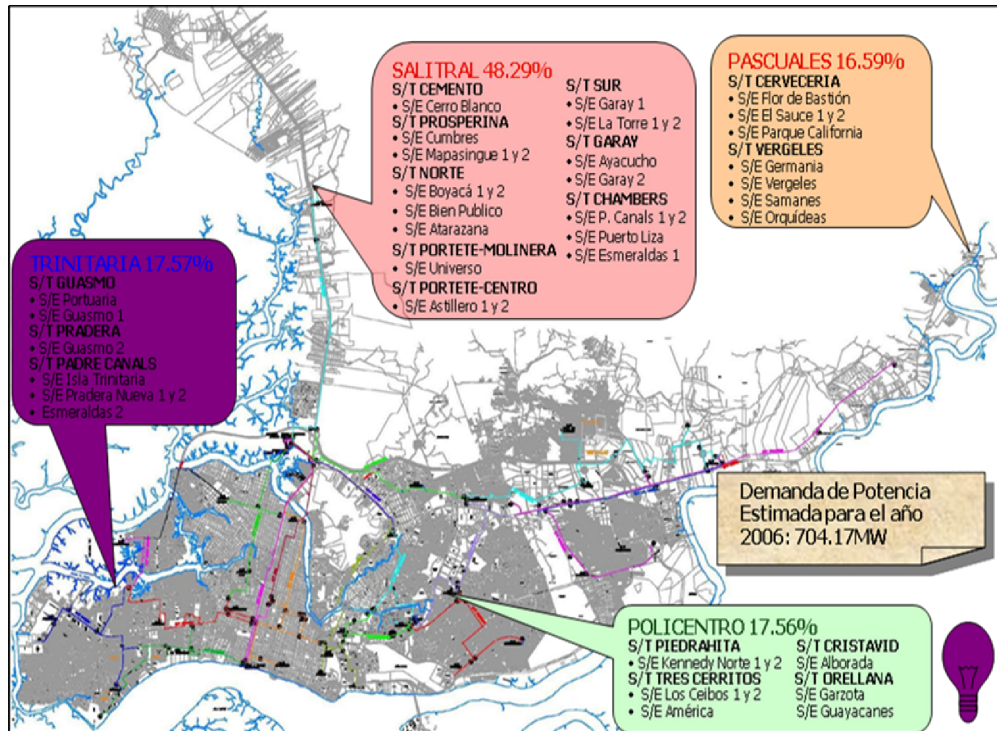 SALITRAL 48.29%
S/T CEMENTO
• S/E Cerro Blanco
S/T PROSPERINA
• S/E Cumbres
• S/E Mapasingue 1 y 2
S/T NORTE
• S/E Boyacá 1 y 2
• S/E Bien Publico
• S/E Atarazana
S/T PORTETE-MOLINERA
• S/E Universo
S/T PORTETE-CENTRO
• S/E Astillero 1 y 2
S/T SUR
• S/E Garay 1
• S/E La Torre 1 y 2
S/T GARAY
• S/E Ayacucho
• S/E Garay 2
S/T CHAMBERS
• S/E P. Canals 1 y 2
• S/E Puerto Liza
• S/E Esmeraldas 1
PASCUALES 16.59%
S/T CERVECERIA
• S/E Flor de Bastión
• S/E El Sauce 1 y 2
• S/E Parque California
S/T VERGELES
• S/E Germania
• S/E Vergeles
• S/E Samanes
• S/E Orquídeas
TRINITARIA 17.57%
S/T GUASMO
• S/E Portuaria
• S/E Guasmo 1
S/T PRADERA
• S/E Guasmo 2
S/T PADRE CANALS
• S/E Isla Trinitaria
• S/E Pradera Nueva 1 y 2
• Esmeraldas 2
Demanda de Potencia
Estimada para el año
2006: 704.17MW
POLICENTRO 17.56%
S/T PIEDRAHITA
• S/E Kennedy Norte 1 y 2
S/T TRES CERRITOS
• S/E Los Ceibos 1 y 2
• S/E América
S/T CRISTAVID
S/E Alborada
S/T ORELLANA
S/E Garzota
S/E Guayacanes